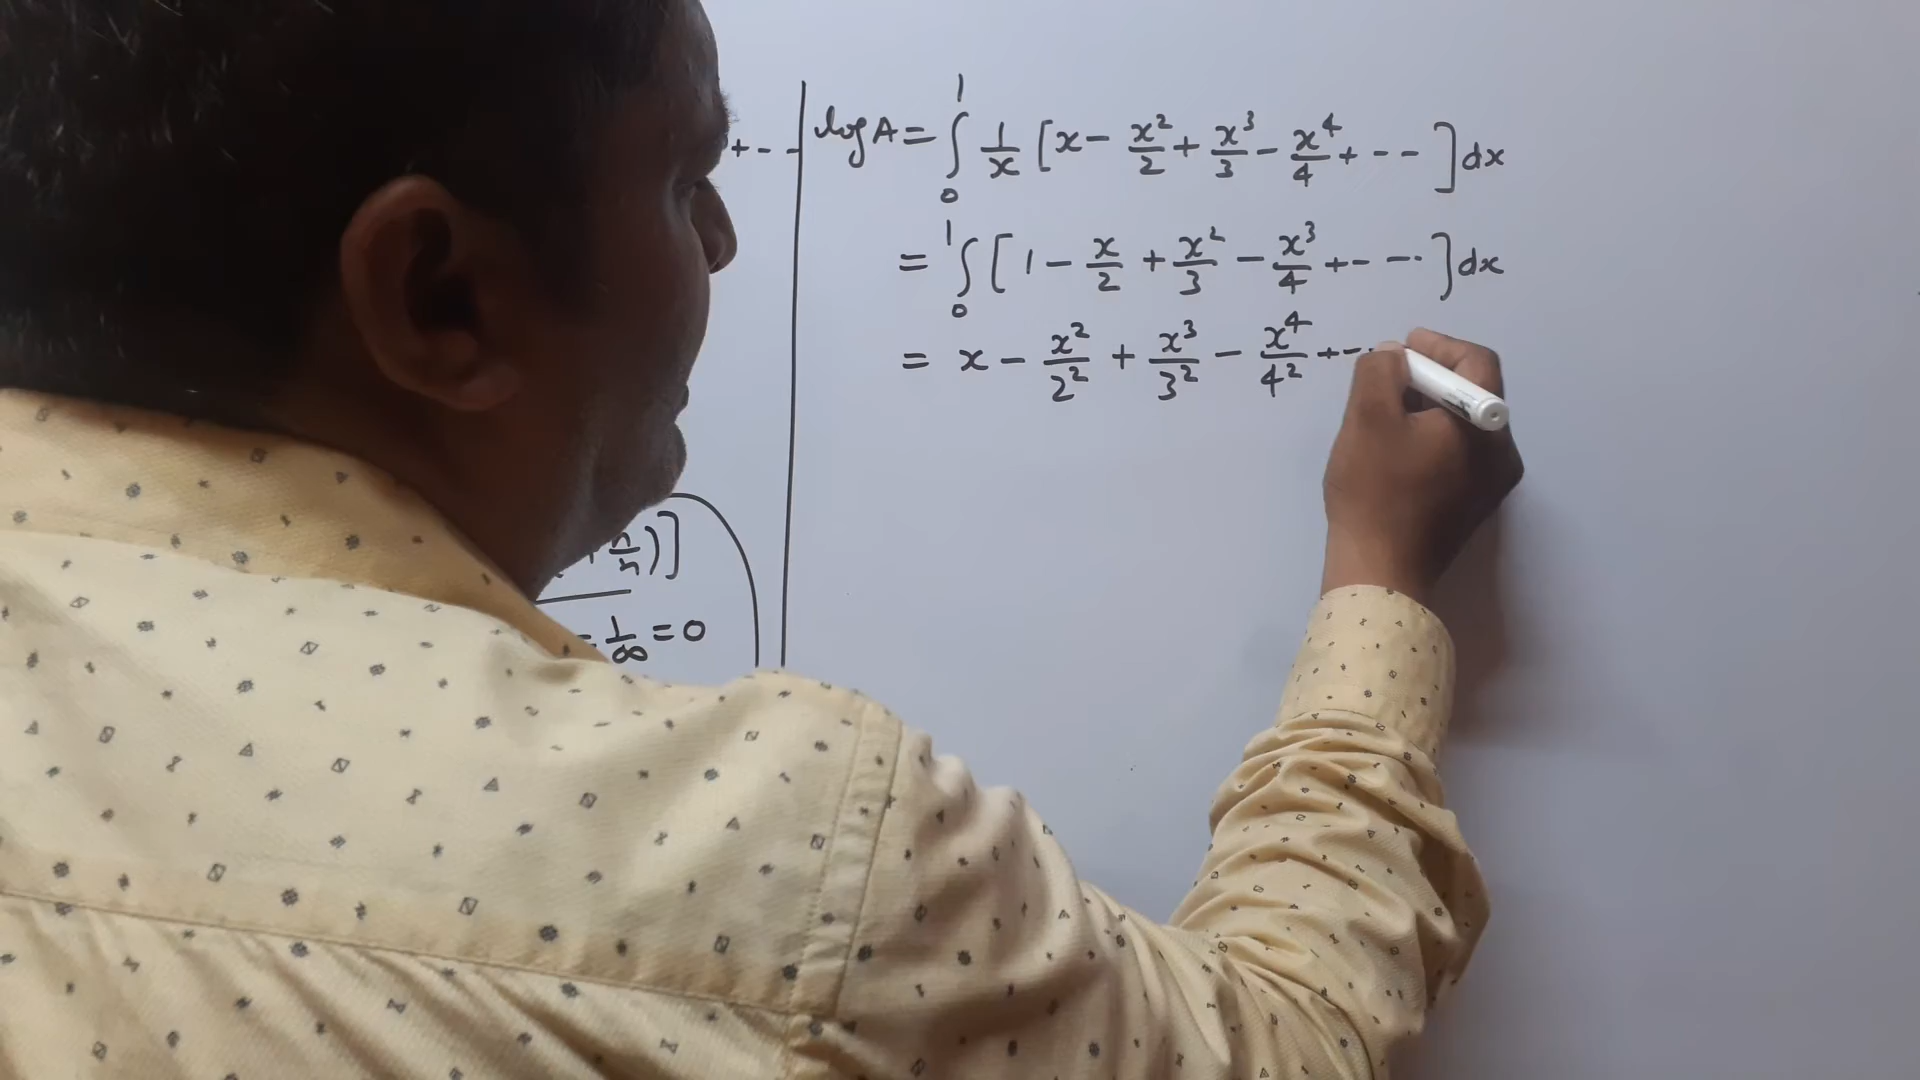 + - -
+ n/n)]
= 1/∞ = 0
log A = ∫₀¹ 1/x [x - x²/2 + x³/3 - x⁴/4 + - - - ] dx
= ∫₀¹ [1 - x/2 + x²/3 - x³/4 + - - - ] dx
= x - x²/2² + x³/3² - x⁴/4² + - -